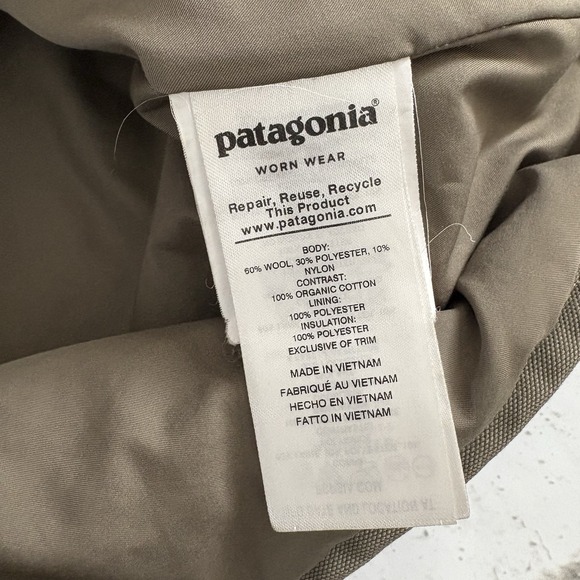 patagonia®
WORN WEAR
Repair, Reuse, Recycle
This Product
www.patagonia.com
BODY:
60% WOOL, 30% POLYESTER, 10%
NYLON
CONTRAST:
100% ORGANIC COTTON
LINING:
100% POLYESTER
INSULATION:
100% POLYESTER
EXCLUSIVE OF TRIM
MADE IN VIETNAM
FABRIQUÉ AU VIETNAM
HECHO EN VIETNAM
FATTO IN VIETNAM